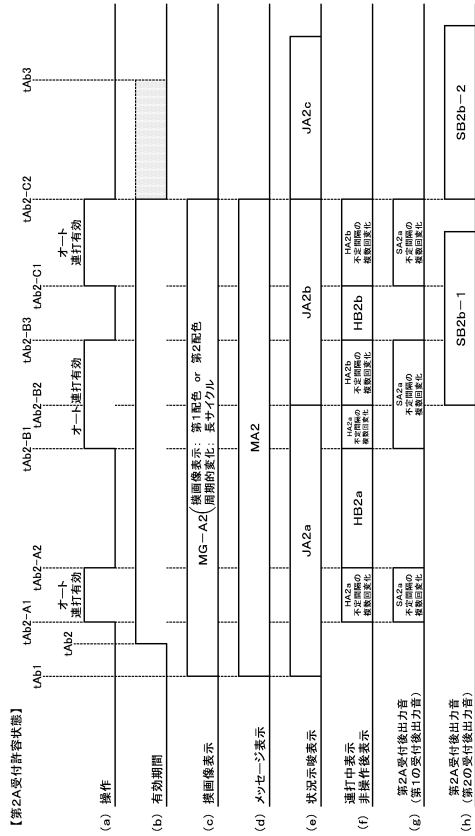 【第2A受付許容状態】
tAb1
tAb2
tAb2-A1
tAb2-A2
tAb2-B1
tAb2-B2
tAb2-B3
tAb2-C1
tAb2-C2
tAb3
(a) 操作
オート
連打有効
オート連打有効
オート
連打有効
(b) 有効期間
(c) 摸画像表示
MG-A2(摸画像表示：第1配色 or 第2配色
周期的変化：長サイクル)
(d) メッセージ表示
MA2
(e) 状況示唆表示
JA2a
JA2b
JA2c
(f) 連打中表示
非操作後表示
HA2a
不定間隔の
複数回変化
HB2a
HA2a
不定間隔の
複数回変化
HA2b
不定間隔の
複数回変化
HB2b
HA2b
不定間隔の
複数回変化
(g) 第2A受付後出力音
(第1の受付後出力音)
SA2a
不定間隔の
複数回変化
SA2a
不定間隔の
複数回変化
SA2a
不定間隔の
複数回変化
(h) 第2A受付後出力音
(第2の受付後出力音)
SB2b-1
SB2b-2